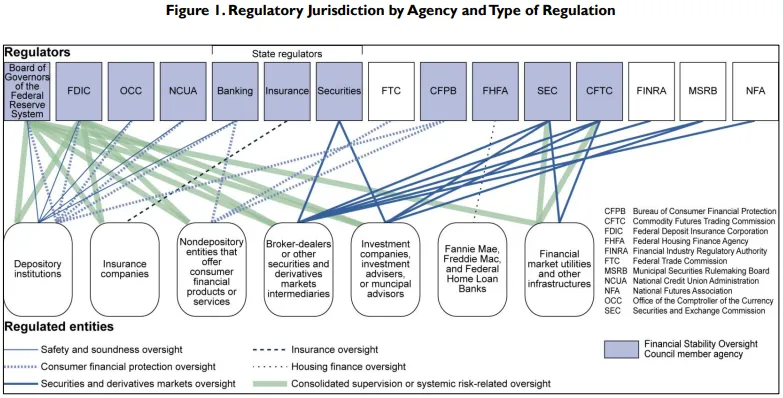 Figure 1. Regulatory Jurisdiction by Agency and Type of Regulation
Regulators
State regulators
Board of
Governors
of the
Federal
Reserve
System
FDIC
OCC
NCUA
Banking
Insurance
Securities
FTC
CFPB
FHFA
SEC
CFTC
FINRA
MSRB
NFA
Depository
institutions
Insurance
companies
Nondepository
entities that
offer
consumer
financial
products or
services
Broker-dealers
or other
securities and
derivatives
markets
intermediaries
Investment
companies,
investment
advisers,
or muncipal
advisors
Fannie Mae,
Freddie Mac,
and Federal
Home Loan
Banks
Financial
market utilities
and other
infrastructures
CFPB Bureau of Consumer Financial Protection
CFTC Commodity Futures Trading Commission
FDIC Federal Deposit Insurance Corporation
FHFA Federal Housing Finance Agency
FINRA Financial Industry Regulatory Authority
FTC Federal Trade Commission
MSRB Municipal Securities Rulemaking Board
NCUA National Credit Union Administration
NFA National Futures Association
OCC Office of the Comptroller of the Currency
SEC Securities and Exchange Commission
Regulated entities
Safety and soundness oversight
Consumer financial protection oversight
Securities and derivatives markets oversight
Insurance oversight
Housing finance oversight
Consolidated supervision or systemic risk-related oversight
Financial Stability Oversight
Council member agency